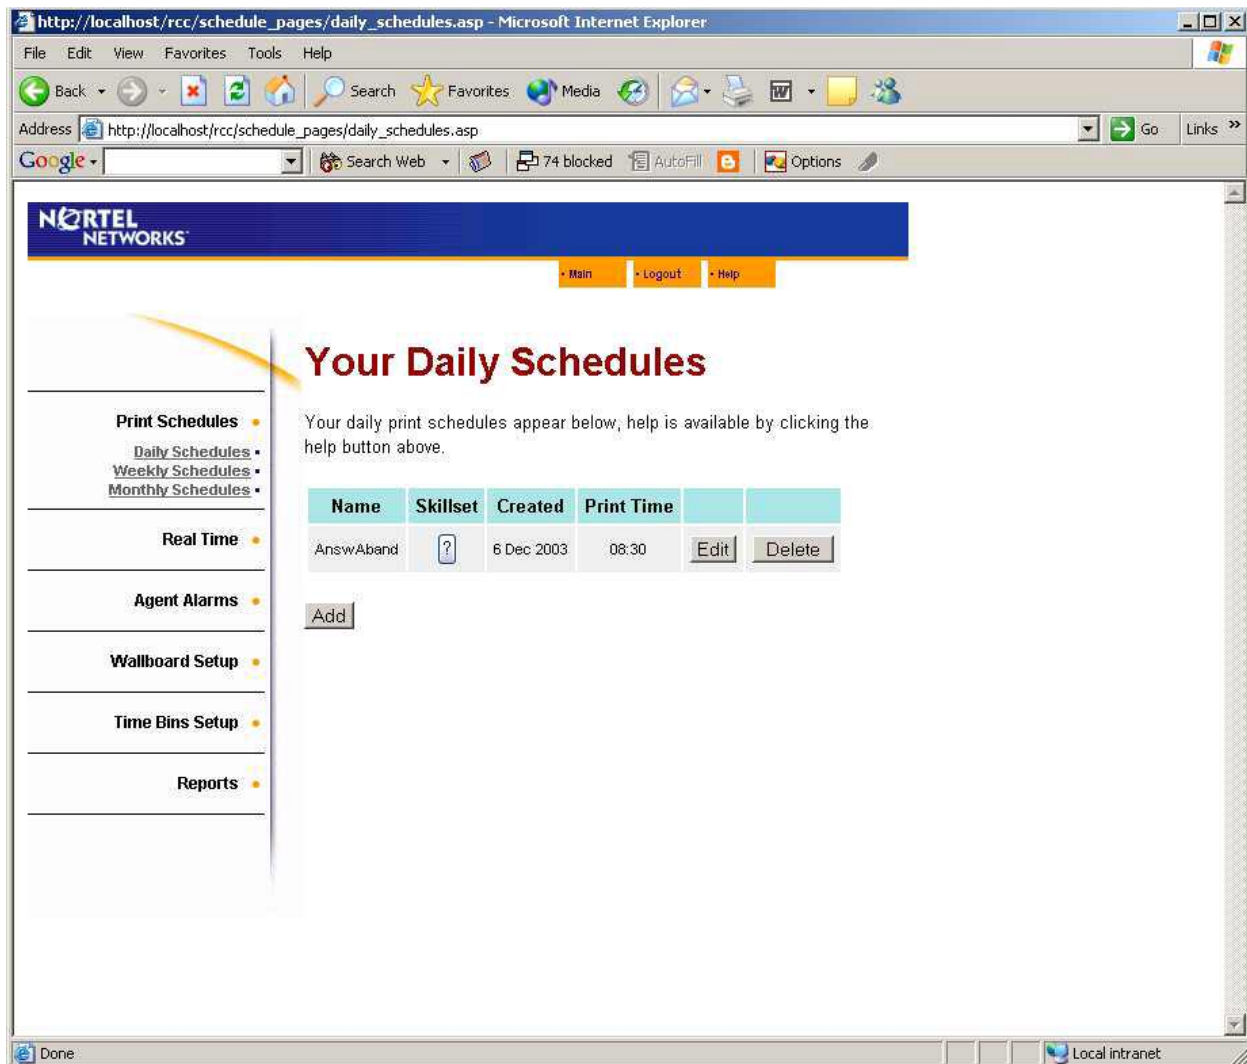 http://localhost/rcc/schedule_pages/daily_schedules.asp - Microsoft Internet Explorer
File Edit View Favorites Tools Help
Back Search Favorites Media
Address http://localhost/rcc/schedule_pages/daily_schedules.asp Go Links »
Google Search Web 74 blocked AutoFill Options
NORTEL
NETWORKS
• Main • Logout • Help
Your Daily Schedules
Your daily print schedules appear below, help is available by clicking the
help button above.
Print Schedules
Daily Schedules
Weekly Schedules
Monthly Schedules
Real Time
Agent Alarms
Wallboard Setup
Time Bins Setup
Reports
Name Skillset Created Print Time
AnswAband ? 6 Dec 2003 08:30 Edit Delete
Add
Done Local intranet